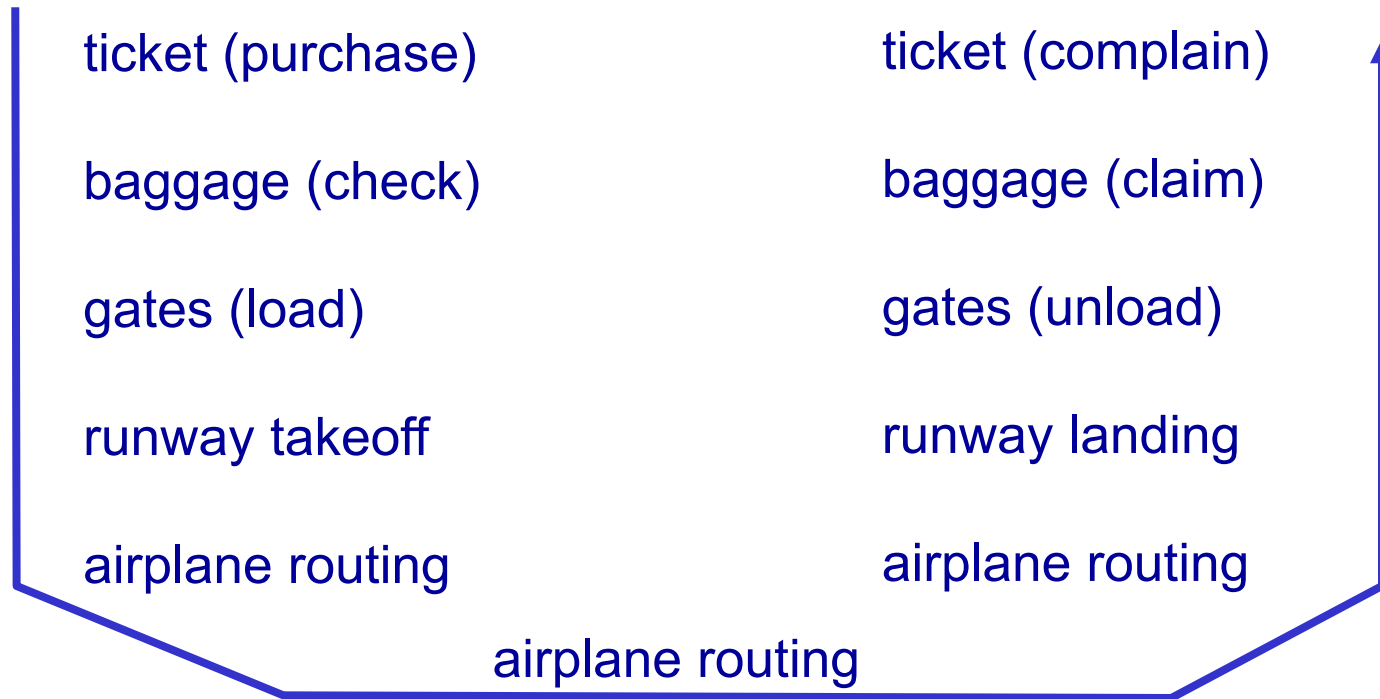 ticket (purchase)
baggage (check)
gates (load)
runway takeoff
airplane routing
ticket (complain)
baggage (claim)
gates (unload)
runway landing
airplane routing
airplane routing